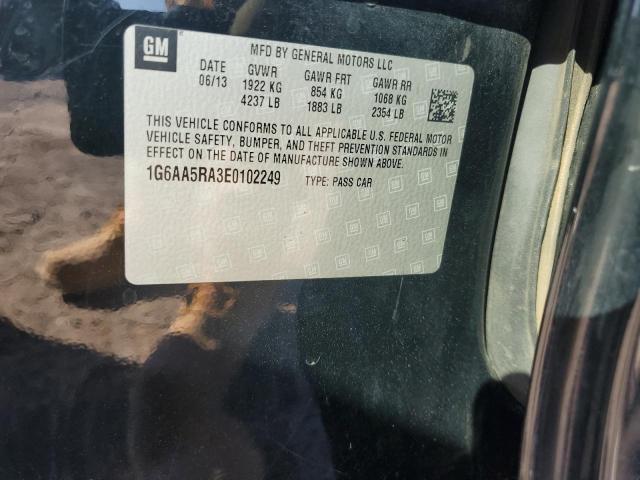 GM
MFD BY GENERAL MOTORS LLC
DATE GVWR GAWR FRT GAWR RR
06/13 1922 KG 854 KG 1068 KG
4237 LB 1883 LB 2354 LB
THIS VEHICLE CONFORMS TO ALL APPLICABLE U.S. FEDERAL MOTOR
VEHICLE SAFETY, BUMPER, AND THEFT PREVENTION STANDARDS IN
EFFECT ON THE DATE OF MANUFACTURE SHOWN ABOVE.
1G6AA5RA3E0102249 TYPE: PASS CAR